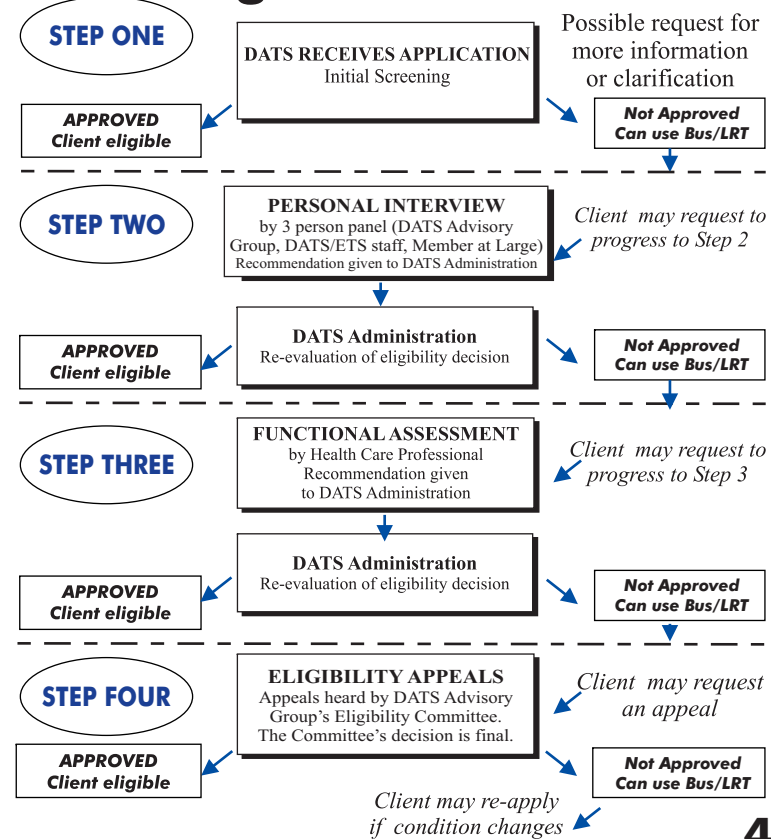 STEP ONE
DATS RECEIVES APPLICATION
Initial Screening
Possible request for
more information
or clarification
APPROVED
Client eligible
Not Approved
Can use Bus/LRT
STEP TWO
PERSONAL INTERVIEW
by 3 person panel (DATS Advisory
Group, DATS/ETS staff, Member at Large)
Recommendation given to DATS Administration
Client may request to
progress to Step 2
DATS Administration
Re-evaluation of eligibility decision
APPROVED
Client eligible
Not Approved
Can use Bus/LRT
STEP THREE
FUNCTIONAL ASSESSMENT
by Health Care Professional
Recommendation given
to DATS Administration
Client may request to
progress to Step 3
DATS Administration
Re-evaluation of eligibility decision
APPROVED
Client eligible
Not Approved
Can use Bus/LRT
STEP FOUR
ELIGIBILITY APPEALS
Appeals heard by DATS Advisory
Group's Eligibility Committee.
The Committee's decision is final.
Client may request
an appeal
APPROVED
Client eligible
Not Approved
Can use Bus/LRT
Client may re-apply
if condition changes
4